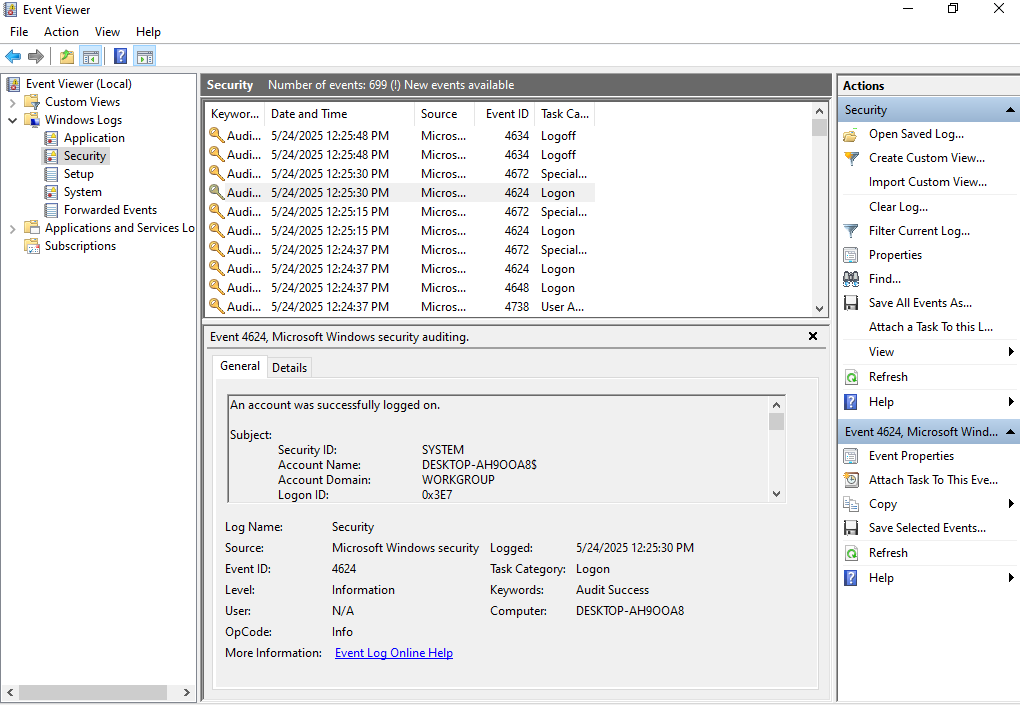 Event Viewer
File Action View Help
Event Viewer (Local)
Custom Views
Windows Logs
Application
Security
Setup
System
Forwarded Events
Applications and Services Lo
Subscriptions
Security Number of events: 699 (!) New events available
Keywor... Date and Time Source Event ID Task Ca...
Audi... 5/24/2025 12:25:48 PM Micros... 4634 Logoff
Audi... 5/24/2025 12:25:48 PM Micros... 4634 Logoff
Audi... 5/24/2025 12:25:30 PM Micros... 4672 Special...
Audi... 5/24/2025 12:25:30 PM Micros... 4624 Logon
Audi... 5/24/2025 12:25:15 PM Micros... 4672 Special...
Audi... 5/24/2025 12:25:15 PM Micros... 4624 Logon
Audi... 5/24/2025 12:24:37 PM Micros... 4672 Special...
Audi... 5/24/2025 12:24:37 PM Micros... 4624 Logon
Audi... 5/24/2025 12:24:37 PM Micros... 4648 Logon
Audi... 5/24/2025 12:24:37 PM Micros... 4738 User A...
Event 4624, Microsoft Windows security auditing.
General Details
An account was successfully logged on.
Subject:
Security ID: SYSTEM
Account Name: DESKTOP-AH9OOA8$
Account Domain: WORKGROUP
Logon ID: 0x3E7
Log Name: Security
Source: Microsoft Windows security Logged: 5/24/2025 12:25:30 PM
Event ID: 4624 Task Category: Logon
Level: Information Keywords: Audit Success
User: N/A Computer: DESKTOP-AH9OOA8
OpCode: Info
More Information: Event Log Online Help
Actions
Security
Open Saved Log...
Create Custom View...
Import Custom View...
Clear Log...
Filter Current Log...
Properties
Find...
Save All Events As...
Attach a Task To this L...
View
Refresh
Help
Event 4624, Microsoft Wind...
Event Properties
Attach Task To This Eve...
Copy
Save Selected Events...
Refresh
Help